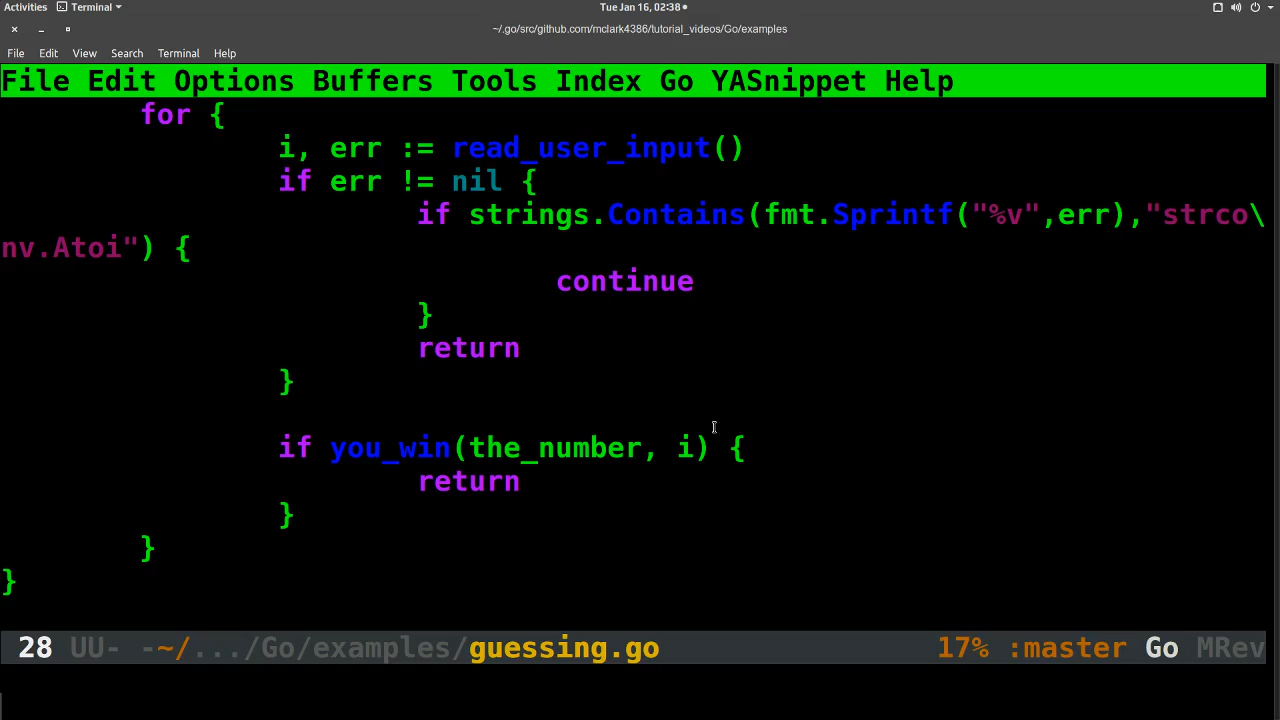 Activities Terminal Tue Jan 16, 02:38
~/.go/src/github.com/mclark4386/tutorial_videos/Go/examples
File Edit View Search Terminal Help
File Edit Options Buffers Tools Index Go YASnippet Help
for {
i, err := read_user_input()
if err != nil {
if strings.Contains(fmt.Sprintf("%v",err),"strco\
nv.Atoi") {
continue
}
return
}
if you_win(the_number, i) {
return
}
}
}
28 UU- -~/.../Go/examples/guessing.go 17% :master Go MRev